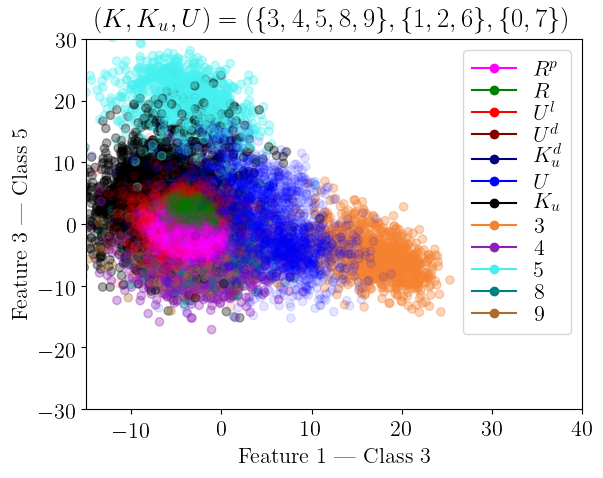 (K, K_u, U) = ({3, 4, 5, 8, 9}, {1, 2, 6}, {0, 7})
30
20
10
0
−10
−20
−30
−10
0
10
20
30
40
Feature 3 — Class 5
Feature 1 — Class 3
R^p
R
U^l
U^d
K_u^d
U
K_u
3
4
5
8
9